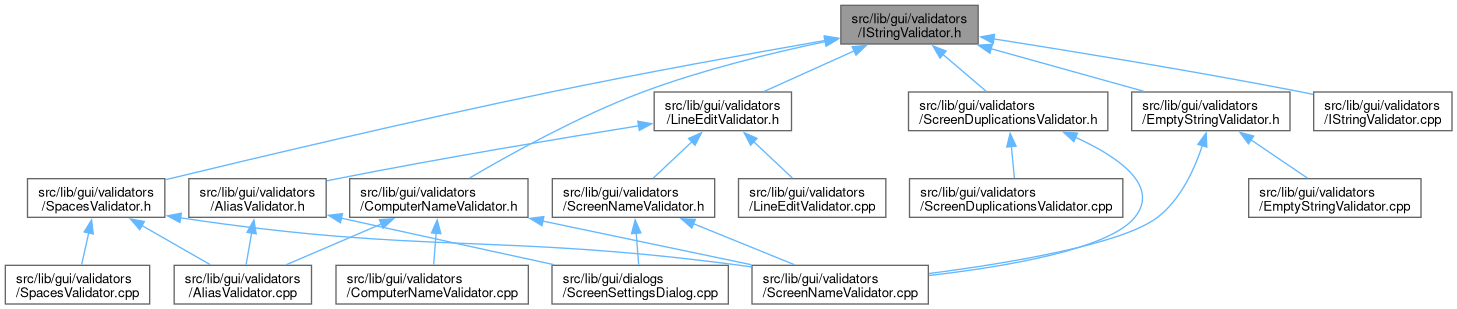 src/lib/gui/validators
/IStringValidator.h
src/lib/gui/validators
/LineEditValidator.h
src/lib/gui/validators
/ScreenDuplicationsValidator.h
src/lib/gui/validators
/EmptyStringValidator.h
src/lib/gui/validators
/IStringValidator.cpp
src/lib/gui/validators
/SpacesValidator.h
src/lib/gui/validators
/AliasValidator.h
src/lib/gui/validators
/ComputerNameValidator.h
src/lib/gui/validators
/ScreenNameValidator.h
src/lib/gui/validators
/LineEditValidator.cpp
src/lib/gui/validators
/ScreenDuplicationsValidator.cpp
src/lib/gui/validators
/EmptyStringValidator.cpp
src/lib/gui/validators
/SpacesValidator.cpp
src/lib/gui/validators
/AliasValidator.cpp
src/lib/gui/validators
/ComputerNameValidator.cpp
src/lib/gui/dialogs
/ScreenSettingsDialog.cpp
src/lib/gui/validators
/ScreenNameValidator.cpp